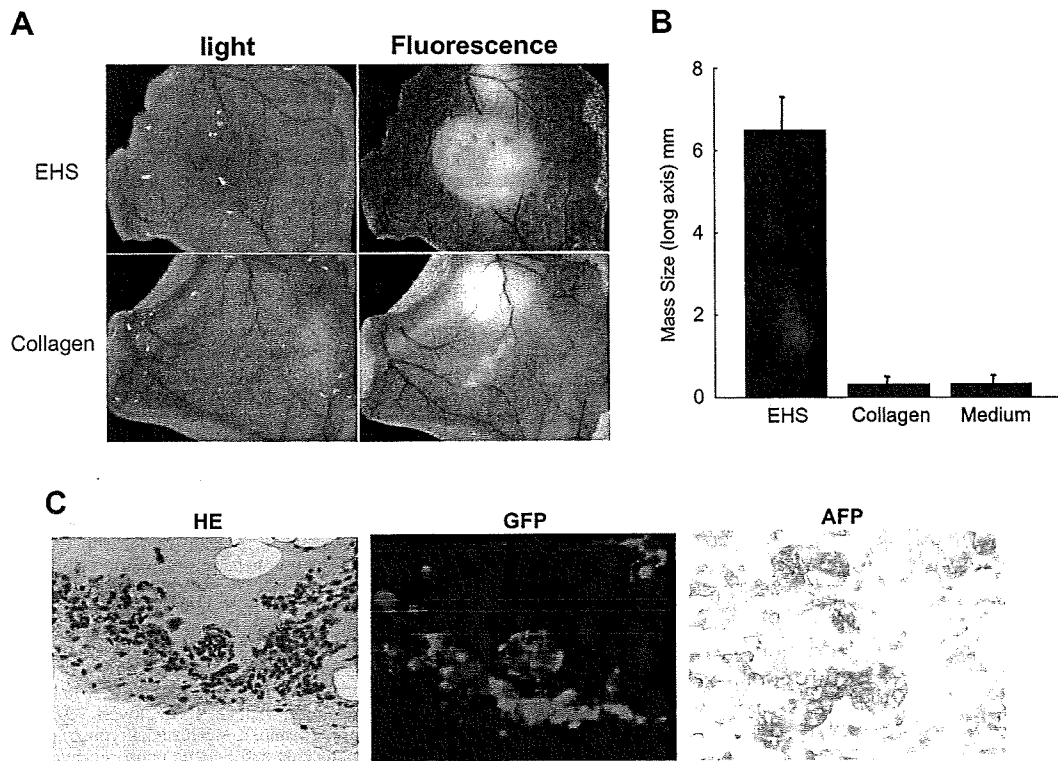 A
light
Fluorescence
EHS
Collagen
B
Mass Size (long axis) mm
8
6
4
2
0
EHS
Collagen
Medium
C
HE
GFP
AFP